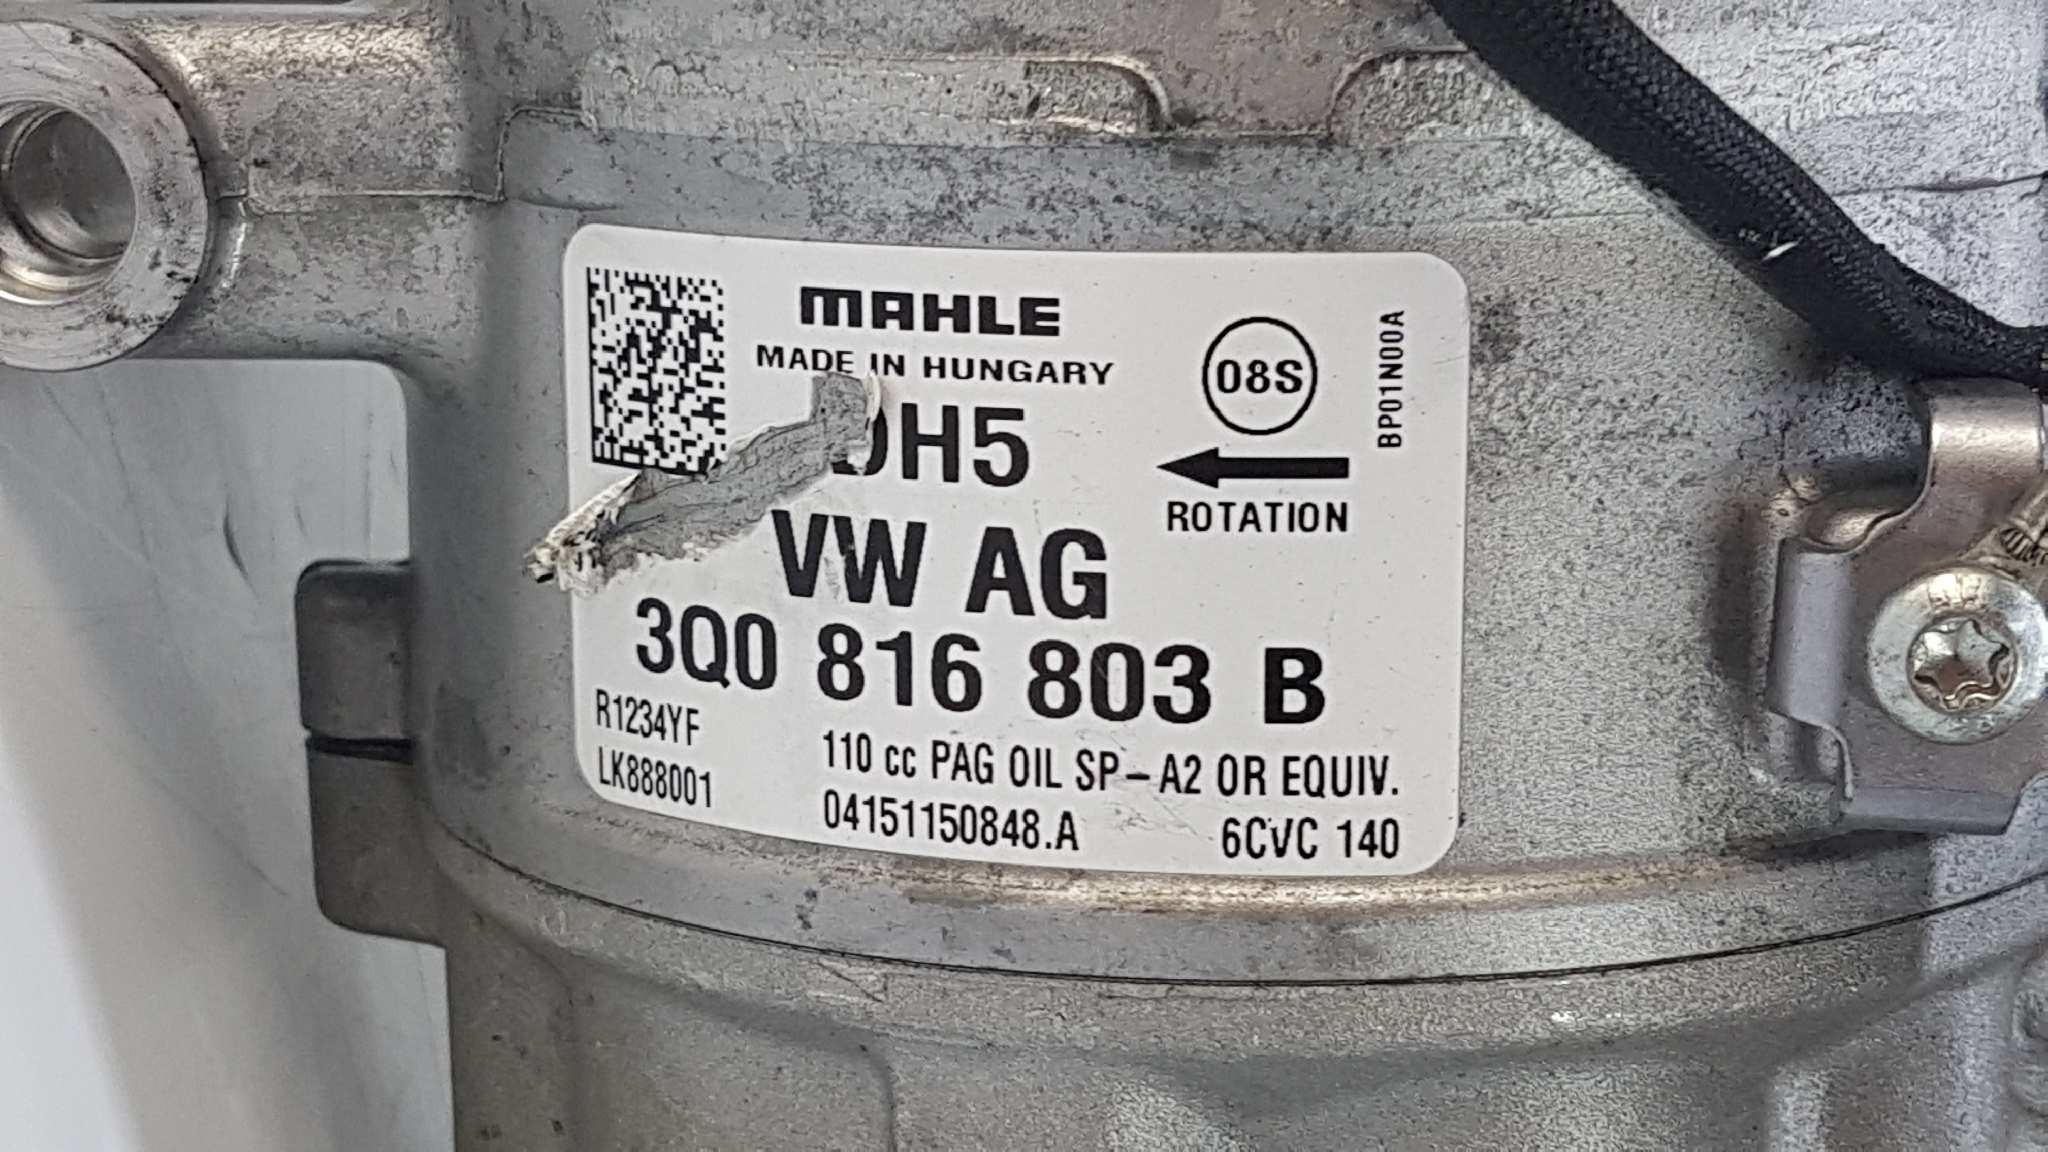 MAHLE
MADE IN HUNGARY
08S
BP01N00A
ROTATION
VW AG
3Q0 816 803 B
R1234YF
LK888001
110 cc PAG OIL SP-A2 OR EQUIV.
04151150848.A
6CVC 140